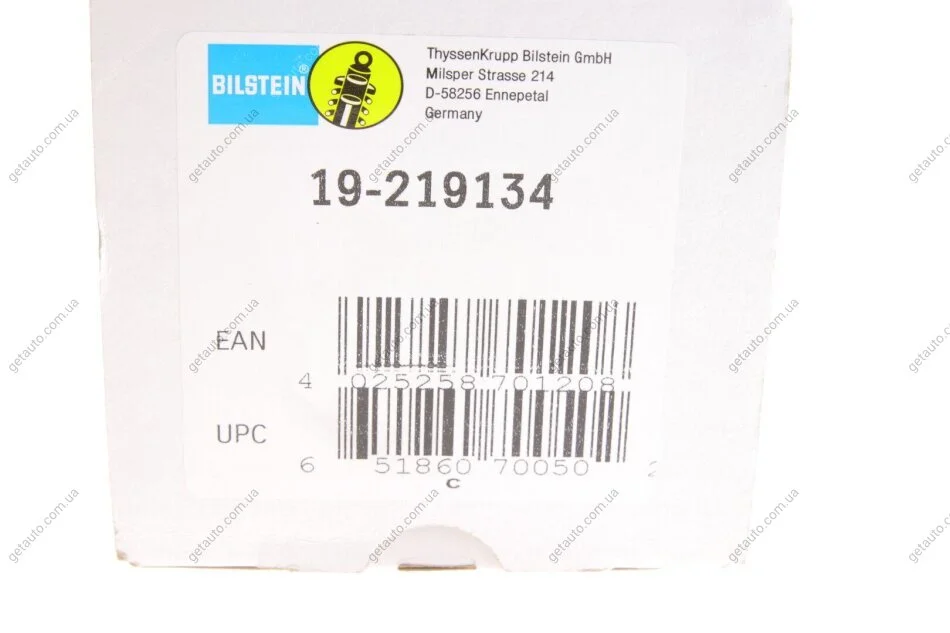 BILSTEIN®
ThyssenKrupp Bilstein GmbH
Milsper Strasse 214
D-58256 Ennepetal
Germany
19-219134
EAN
4 025258 701208
UPC
6 51860 70050 2
C
getauto.com.ua